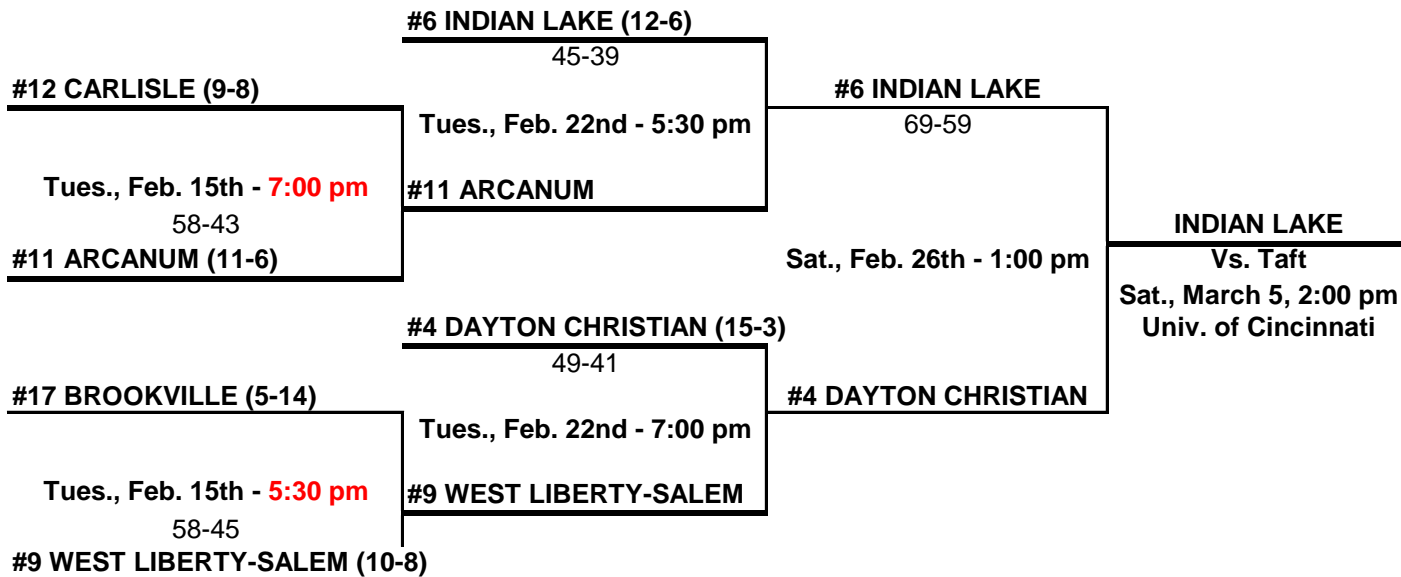 #6 INDIAN LAKE (12-6)
45-39
#12 CARLISLE (9-8)
#6 INDIAN LAKE
Tues., Feb. 22nd - 5:30 pm
69-59
Tues., Feb. 15th - 7:00 pm
#11 ARCANUM
58-43
INDIAN LAKE
#11 ARCANUM (11-6)
Sat., Feb. 26th - 1:00 pm
Vs. Taft
Sat., March 5, 2:00 pm
#4 DAYTON CHRISTIAN (15-3)
Univ. of Cincinnati
49-41
#17 BROOKVILLE (5-14)
#4 DAYTON CHRISTIAN
Tues., Feb. 22nd - 7:00 pm
Tues., Feb. 15th - 5:30 pm
#9 WEST LIBERTY-SALEM
58-45
#9 WEST LIBERTY-SALEM (10-8)